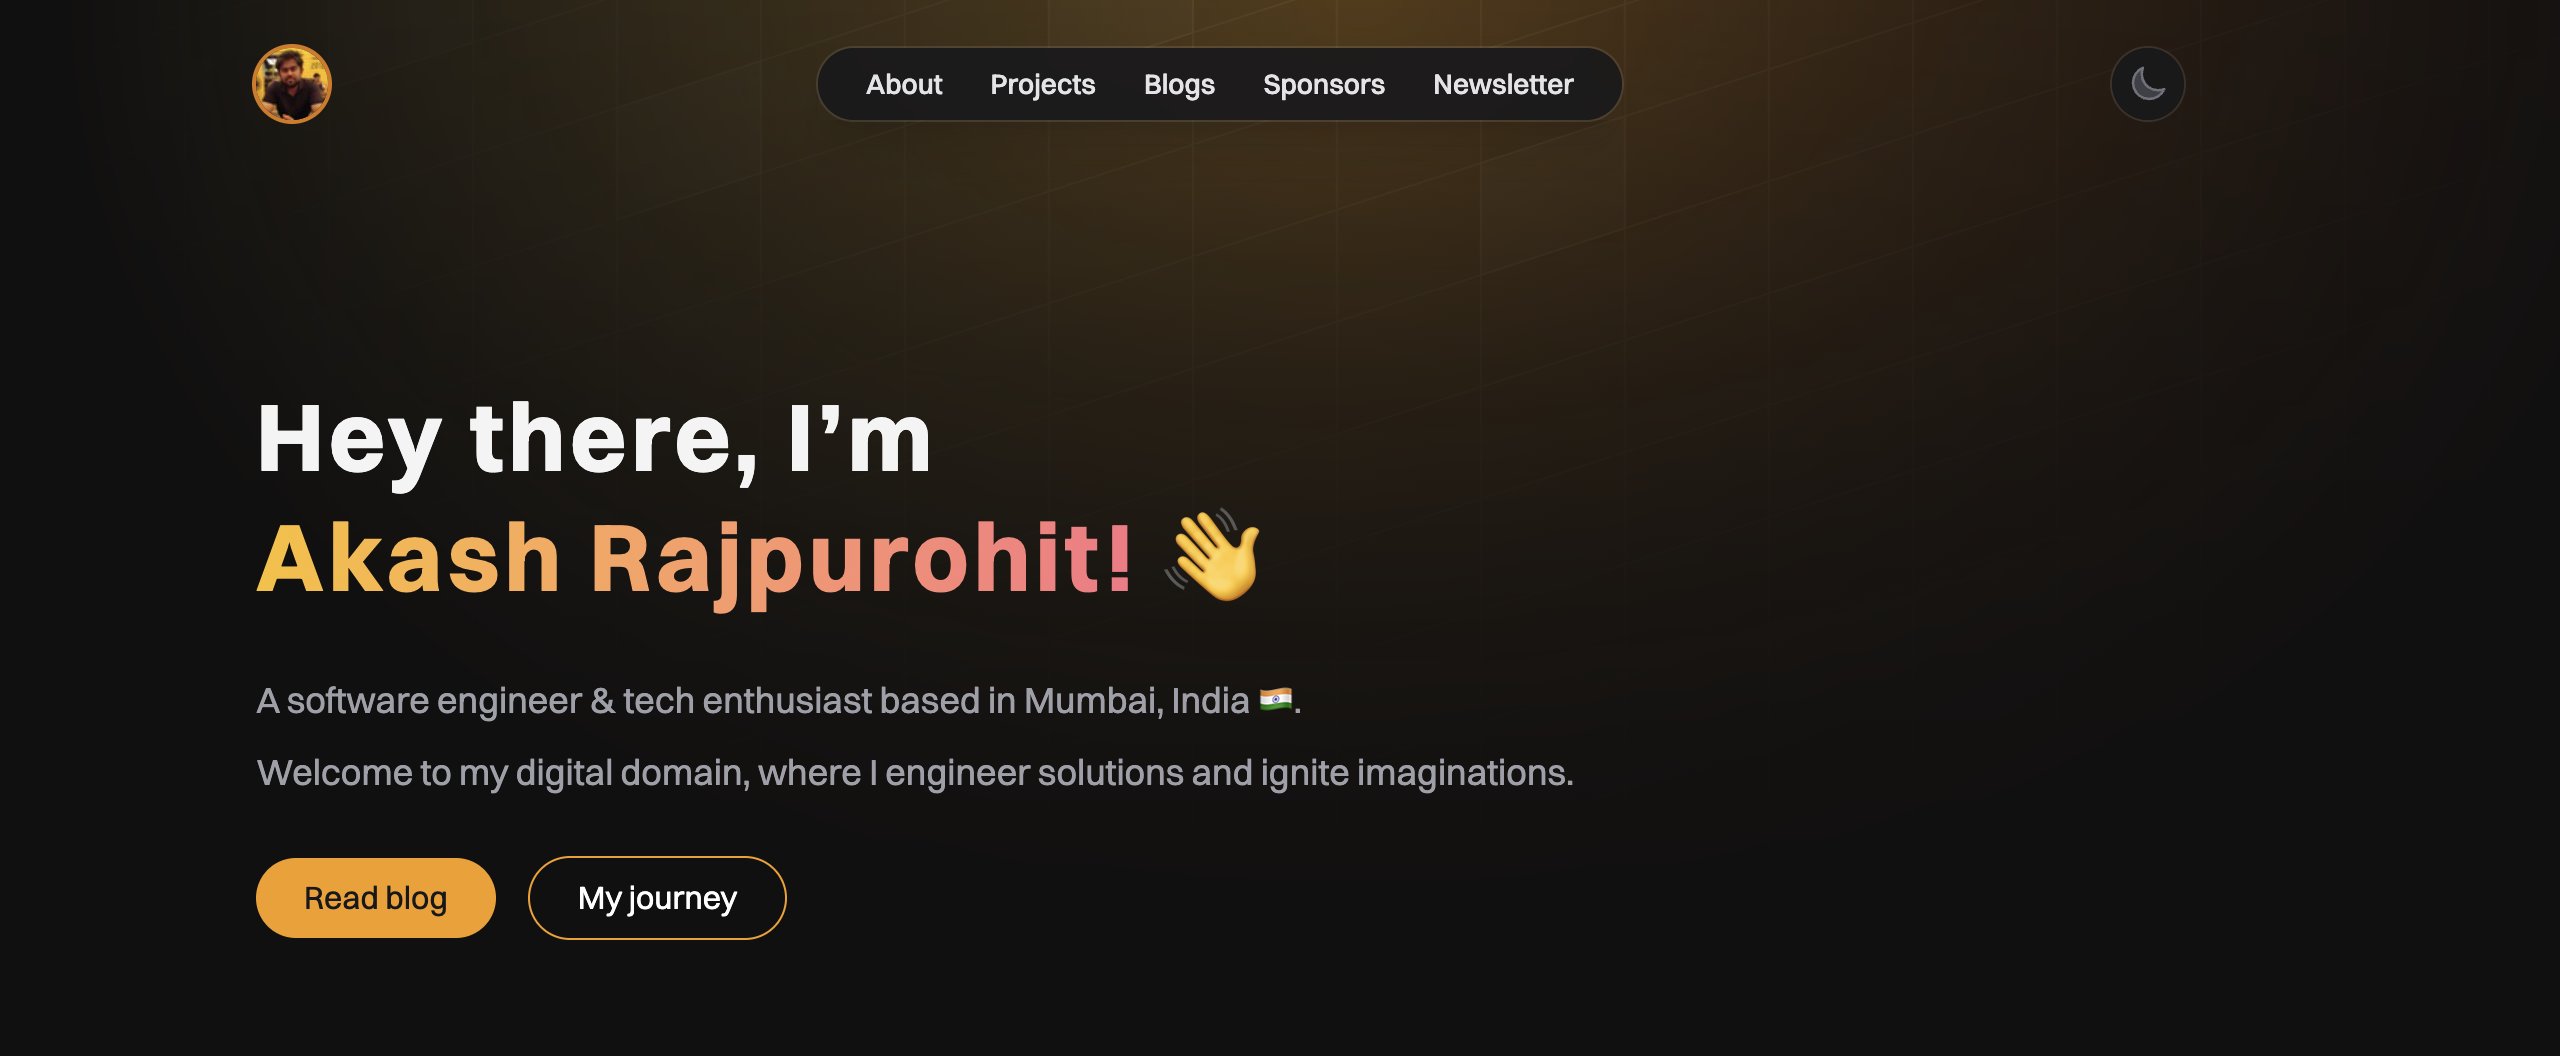 About Projects Blogs Sponsors Newsletter
Hey there, I’m
Akash Rajpurohit! 👋
A software engineer & tech enthusiast based in Mumbai, India 🇮🇳.
Welcome to my digital domain, where I engineer solutions and ignite imaginations.
Read blog My journey